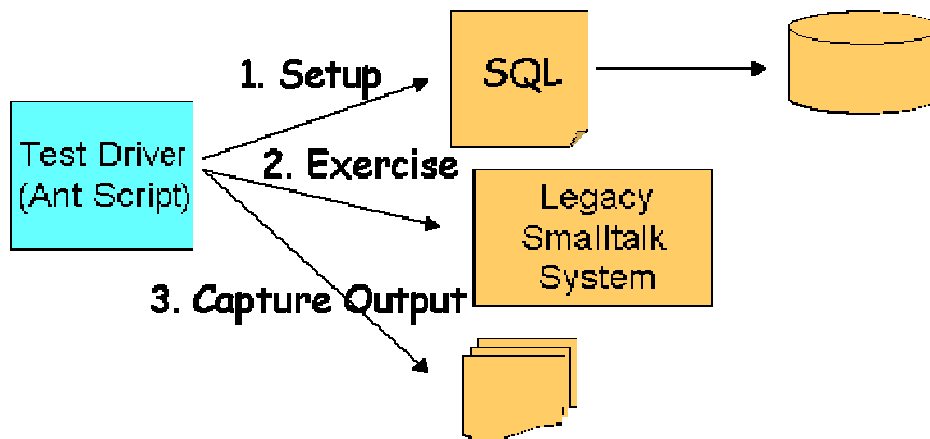 1. Setup
SQL
Test Driver
(Ant Script)
2. Exercise
Legacy
Smalltalk
System
3. Capture Output